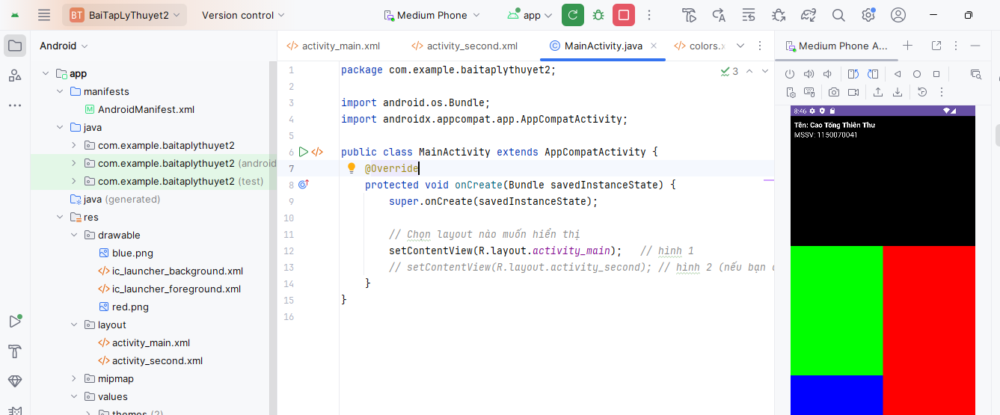 BT BaiTapLyThuyet2 Version control Medium Phone app
Android
app
manifests
AndroidManifest.xml
java
com.example.baitaplythuyet2
com.example.baitaplythuyet2 (android
com.example.baitaplythuyet2 (test)
java (generated)
res
drawable
blue.png
ic_launcher_background.xml
ic_launcher_foreground.xml
red.png
layout
activity_main.xml
activity_second.xml
mipmap
values
themes (2)
activity_main.xml activity_second.xml MainActivity.java colors.x
3
1 package com.example.baitaplythuyet2;
2
3 import android.os.Bundle;
4 import androidx.appcompat.app.AppCompatActivity;
5
6 public class MainActivity extends AppCompatActivity {
7 @Override
8 protected void onCreate(Bundle savedInstanceState) {
9 super.onCreate(savedInstanceState);
10
11 // Chọn layout nào muốn hiển thị
12 setContentView(R.layout.activity_main); // hình 1
13 // setContentView(R.layout.activity_second); // hình 2 (nếu bạn
14 }
15 }
16
Medium Phone A...
8:46
Tên: Cao Tống Thiên Thư
MSSV: 1150070041